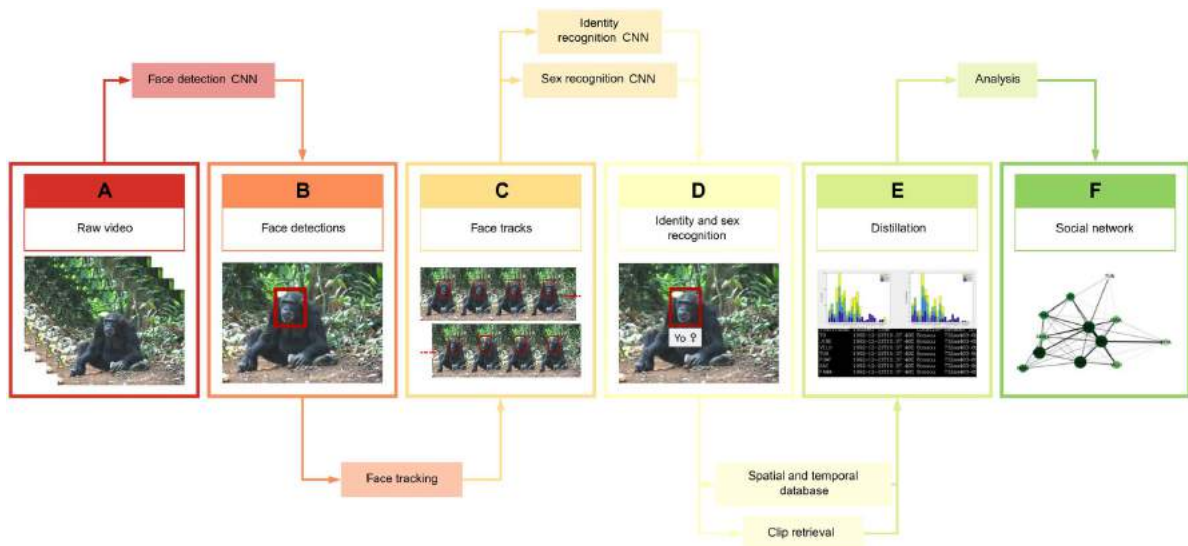 Identity
recognition CNN
Face detection CNN
Sex recognition CNN
Analysis
A
B
C
D
E
F
Raw video
Face detections
Face tracks
Identity and sex
recognition
Distillation
Social network
Yo ♀
Face tracking
Spatial and temporal
database
Clip retrieval